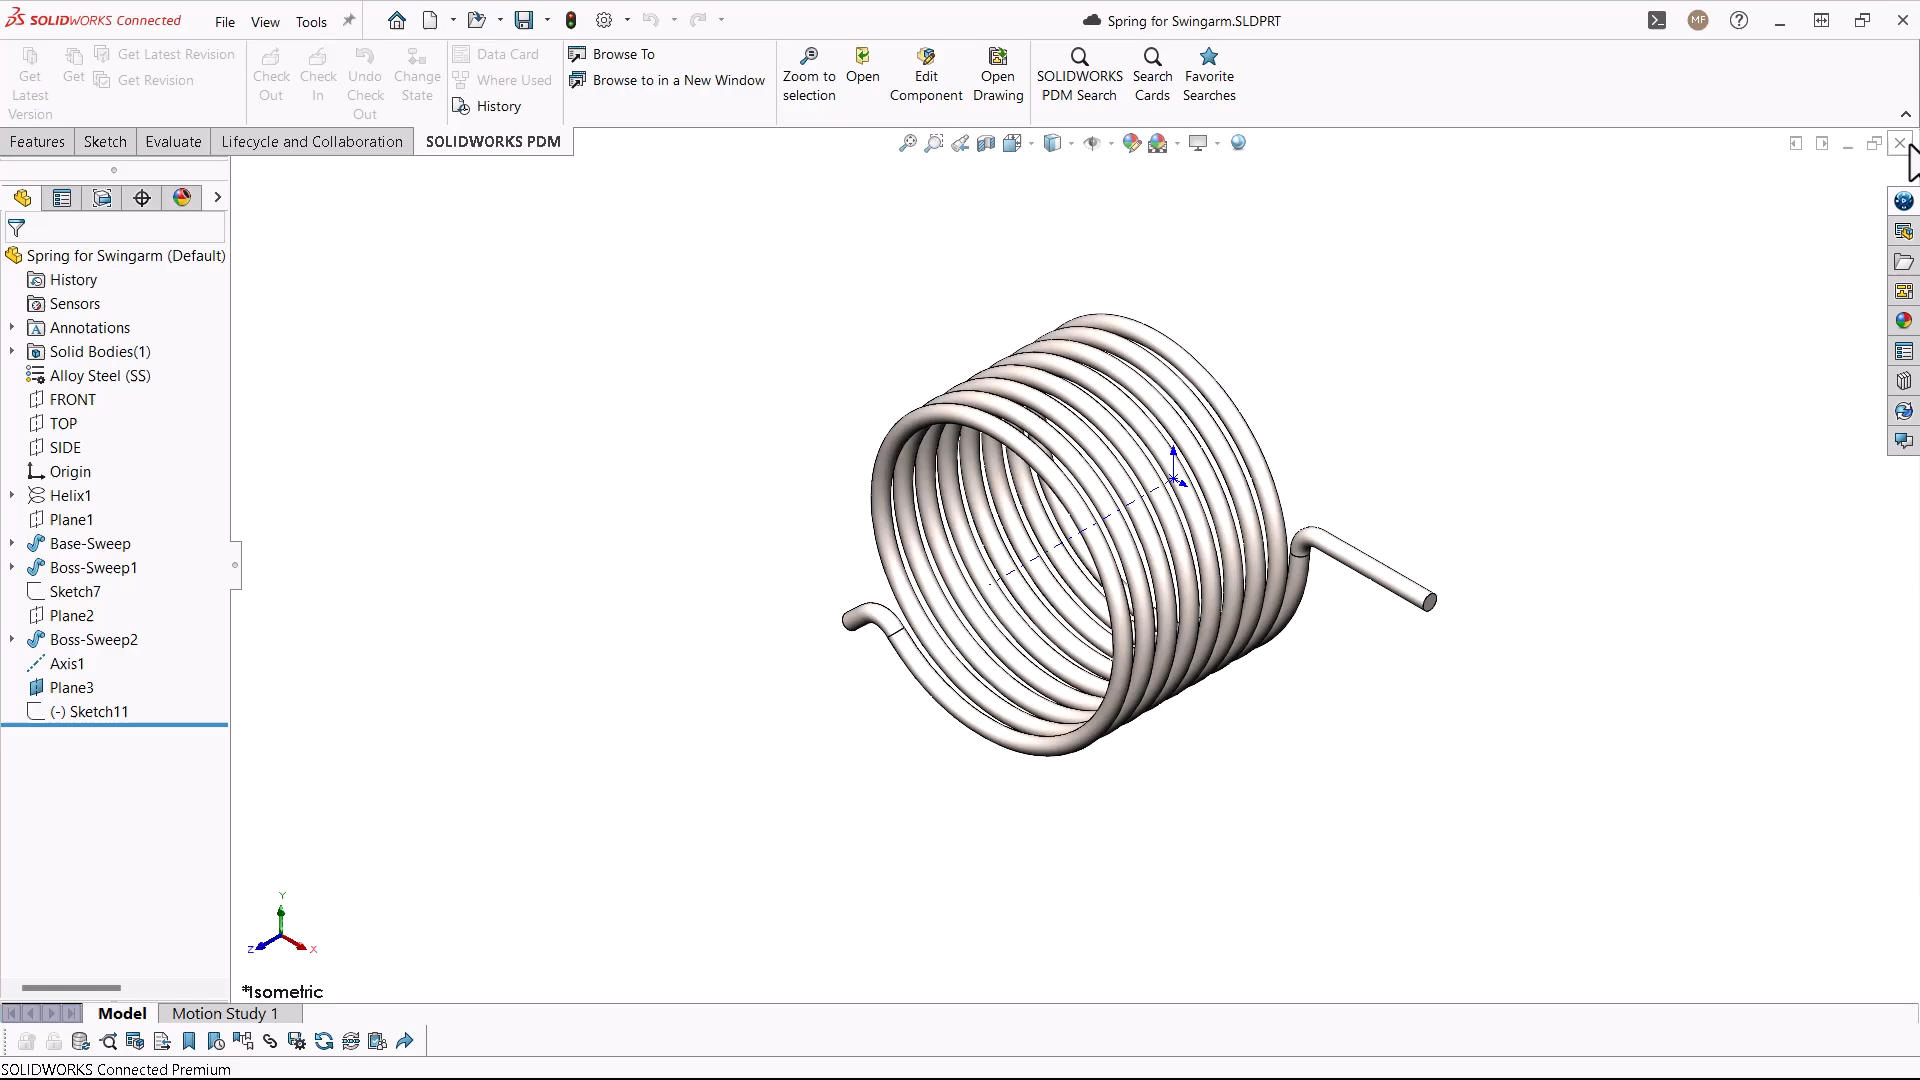 SOLIDWORKS Connected File View Tools Spring for Swingarm.SLDPRT MF
Get Latest Version
Get
Get Latest Revision
Get Revision
Check Out
Check In
Undo Check Out
Change State
Data Card
Where Used
History
Browse To
Browse to in a New Window
Zoom to selection
Open
Edit Component
Open Drawing
SOLIDWORKS PDM Search
Search Cards
Favorite Searches
Features Sketch Evaluate Lifecycle and Collaboration SOLIDWORKS PDM
Spring for Swingarm (Default)
History
Sensors
Annotations
Solid Bodies(1)
Alloy Steel (SS)
FRONT
TOP
SIDE
Origin
Helix1
Plane1
Base-Sweep
Boss-Sweep1
Sketch7
Plane2
Boss-Sweep2
Axis1
Plane3
(-) Sketch11
Y
Z X
*Isometric
Model Motion Study 1
SOLIDWORKS Connected Premium